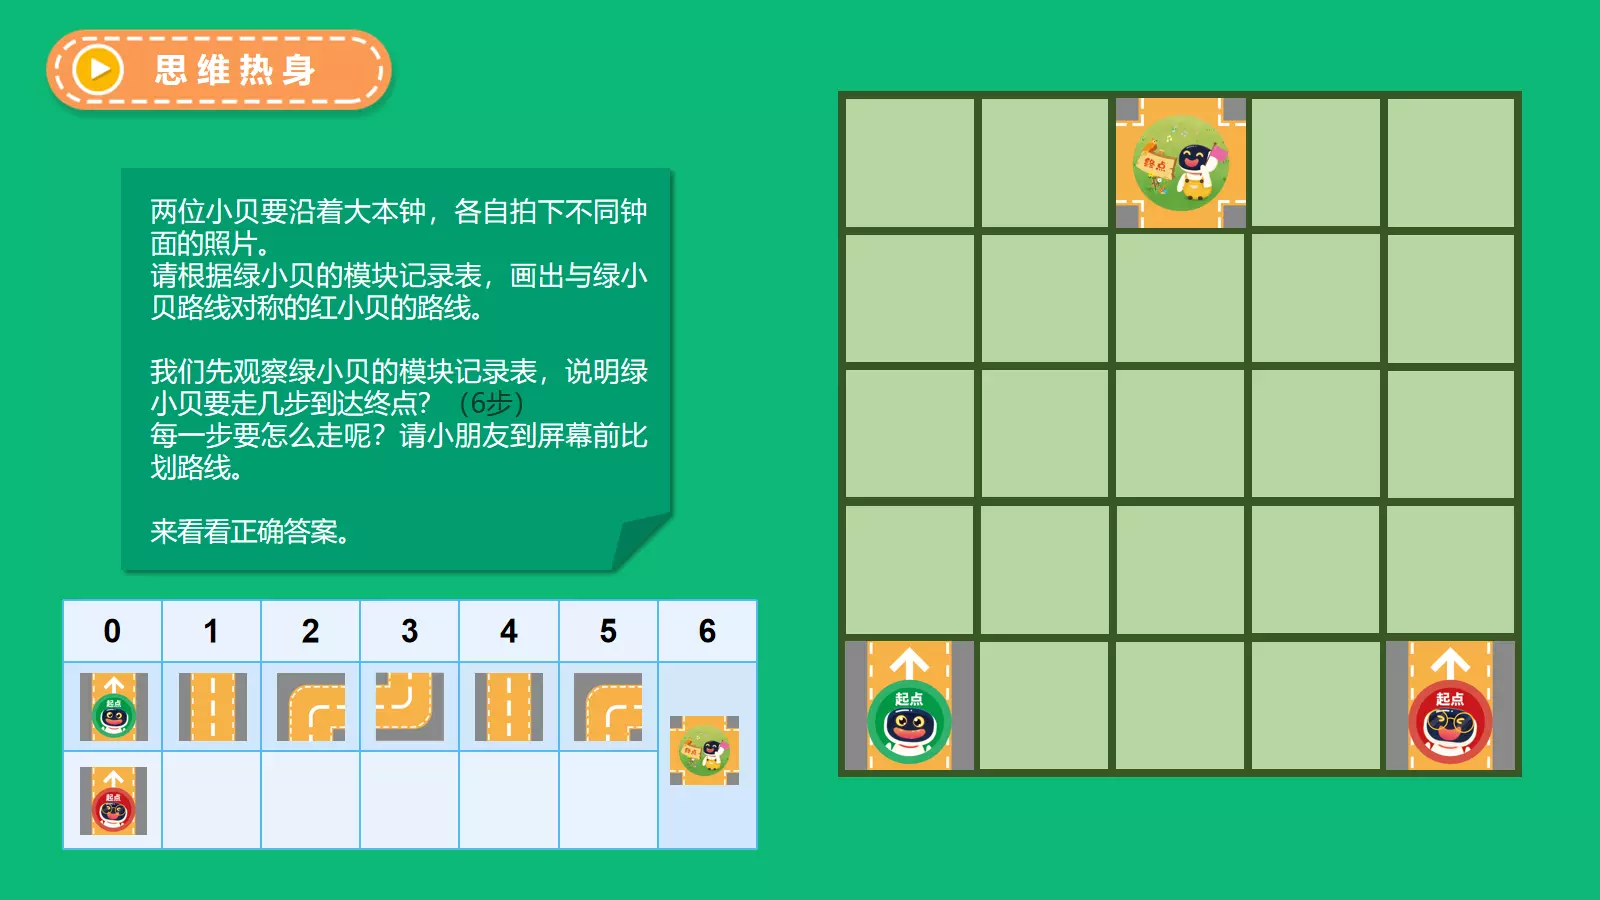 思维热身
两位小贝要沿着大本钟，各自拍下不同钟
面的照片。
请根据绿小贝的模块记录表，画出与绿小
贝路线对称的红小贝的路线。
我们先观察绿小贝的模块记录表，说明绿
小贝要走几步到达终点？（6步）
每一步要怎么走呢？请小朋友到屏幕前比
划路线。
来看看正确答案。
0 1 2 3 4 5 6
起点
终点
起点
终点
起点
起点